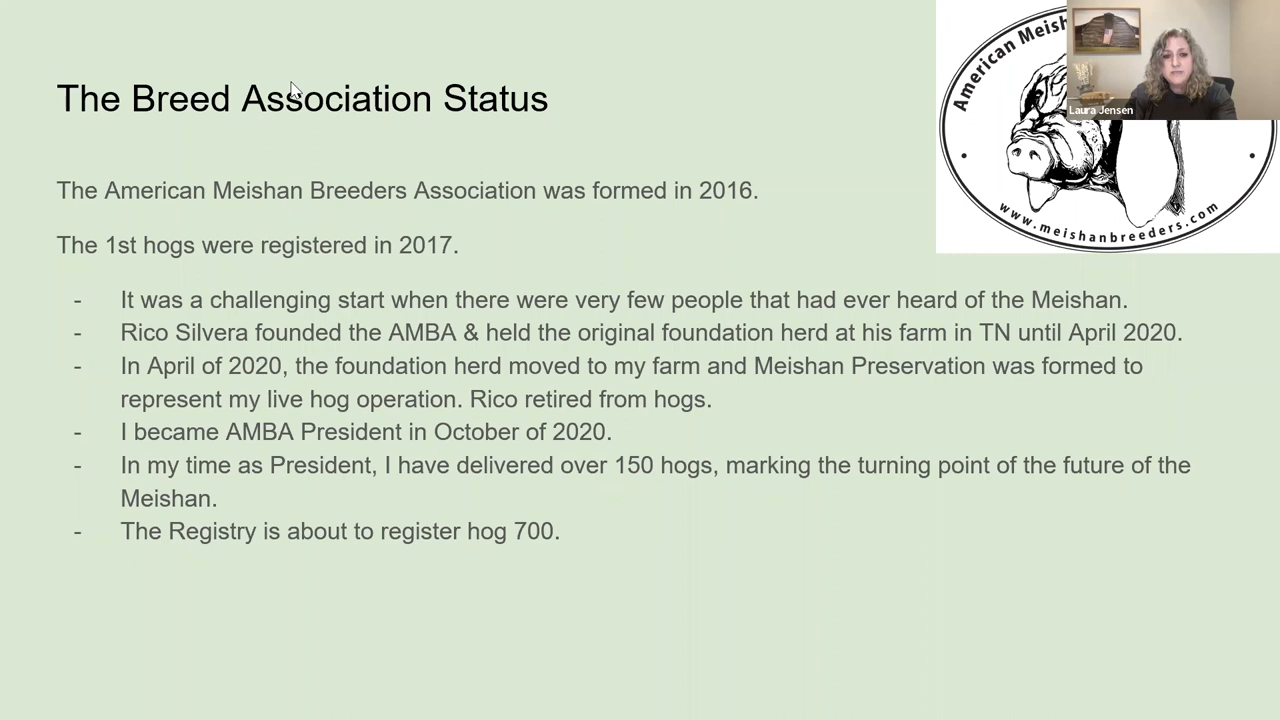 American Meish
Laura Jensen
The Breed Association Status
The American Meishan Breeders Association was formed in 2016.
The 1st hogs were registered in 2017.
- It was a challenging start when there were very few people that had ever heard of the Meishan.
- Rico Silvera founded the AMBA & held the original foundation herd at his farm in TN until April 2020.
- In April of 2020, the foundation herd moved to my farm and Meishan Preservation was formed to
represent my live hog operation. Rico retired from hogs.
- I became AMBA President in October of 2020.
- In my time as President, I have delivered over 150 hogs, marking the turning point of the future of the
Meishan.
- The Registry is about to register hog 700.
www.meishanbreeders.com